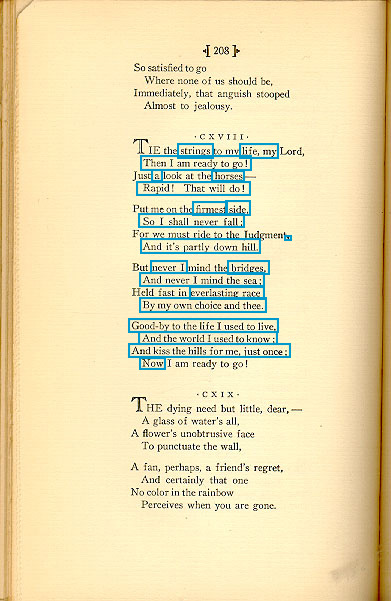 ⁌[ 208 ]⁍
So satisfied to go
Where none of us should be,
Immediately, that anguish stooped
Almost to jealousy.
· CXVIII ·
TIE the strings to my life, my Lord,
Then I am ready to go!
Just a look at the horses—
Rapid! That will do!
Put me on the firmest side,
So I shall never fall;
For we must ride to the Judgment,
And it's partly down hill.
But never I mind the bridges,
And never I mind the sea;
Held fast in everlasting race
By my own choice and thee.
Good-by to the life I used to live,
And the world I used to know;
And kiss the hills for me, just once;
Now I am ready to go!
· CXIX ·
THE dying need but little, dear,—
A glass of water's all,
A flower's unobtrusive face
To punctuate the wall,
A fan, perhaps, a friend's regret,
And certainly that one
No color in the rainbow
Perceives when you are gone.